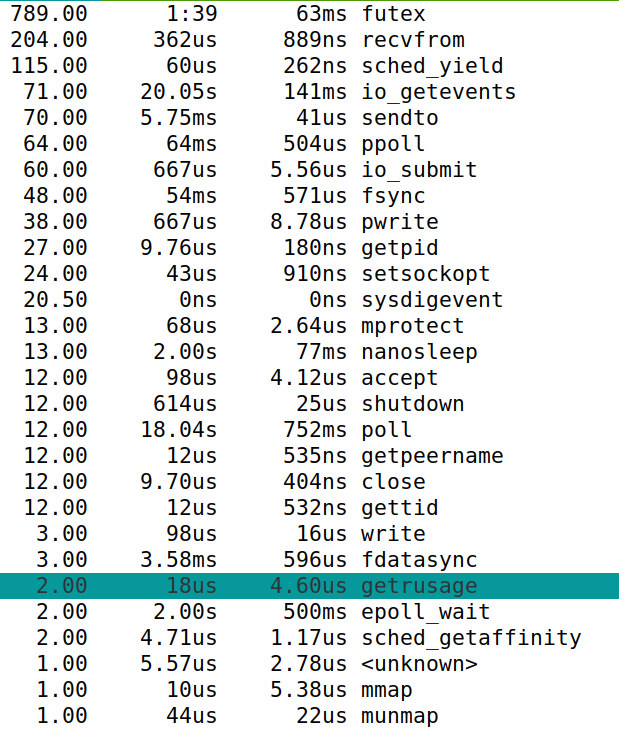 789.00 1:39 63ms futex
204.00 362us 889ns recvfrom
115.00 60us 262ns sched_yield
71.00 20.05s 141ms io_getevents
70.00 5.75ms 41us sendto
64.00 64ms 504us ppoll
60.00 667us 5.56us io_submit
48.00 54ms 571us fsync
38.00 667us 8.78us pwrite
27.00 9.76us 180ns getpid
24.00 43us 910ns setsockopt
20.50 0ns 0ns sysdigevent
13.00 68us 2.64us mprotect
13.00 2.00s 77ms nanosleep
12.00 98us 4.12us accept
12.00 614us 25us shutdown
12.00 18.04s 752ms poll
12.00 12us 535ns getpeername
12.00 9.70us 404ns close
12.00 12us 532ns gettid
3.00 98us 16us write
3.00 3.58ms 596us fdatasync
2.00 18us 4.60us getrusage
2.00 2.00s 500ms epoll_wait
2.00 4.71us 1.17us sched_getaffinity
1.00 5.57us 2.78us <unknown>
1.00 10us 5.38us mmap
1.00 44us 22us munmap